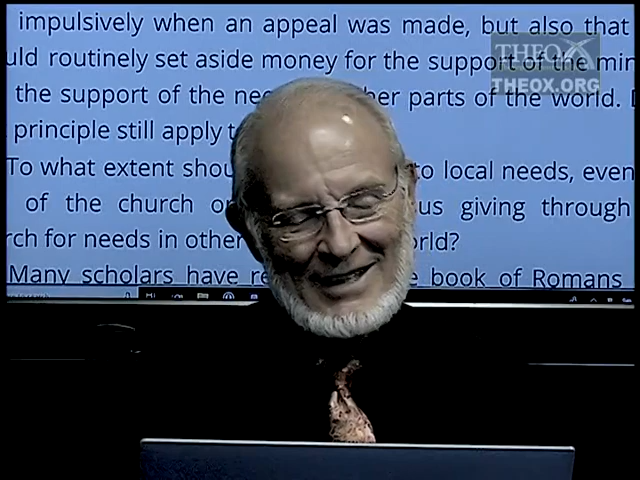 impulsively when an appeal was made, but also that
uld routinely set aside money for the support of the min
the support of the nee her parts of the world.
principle still apply t
To what extent shou to local needs, even
of the church o us giving through
rch for needs in other orld?
Many scholars have re e book of Romans
THEOX
THEOX.ORG